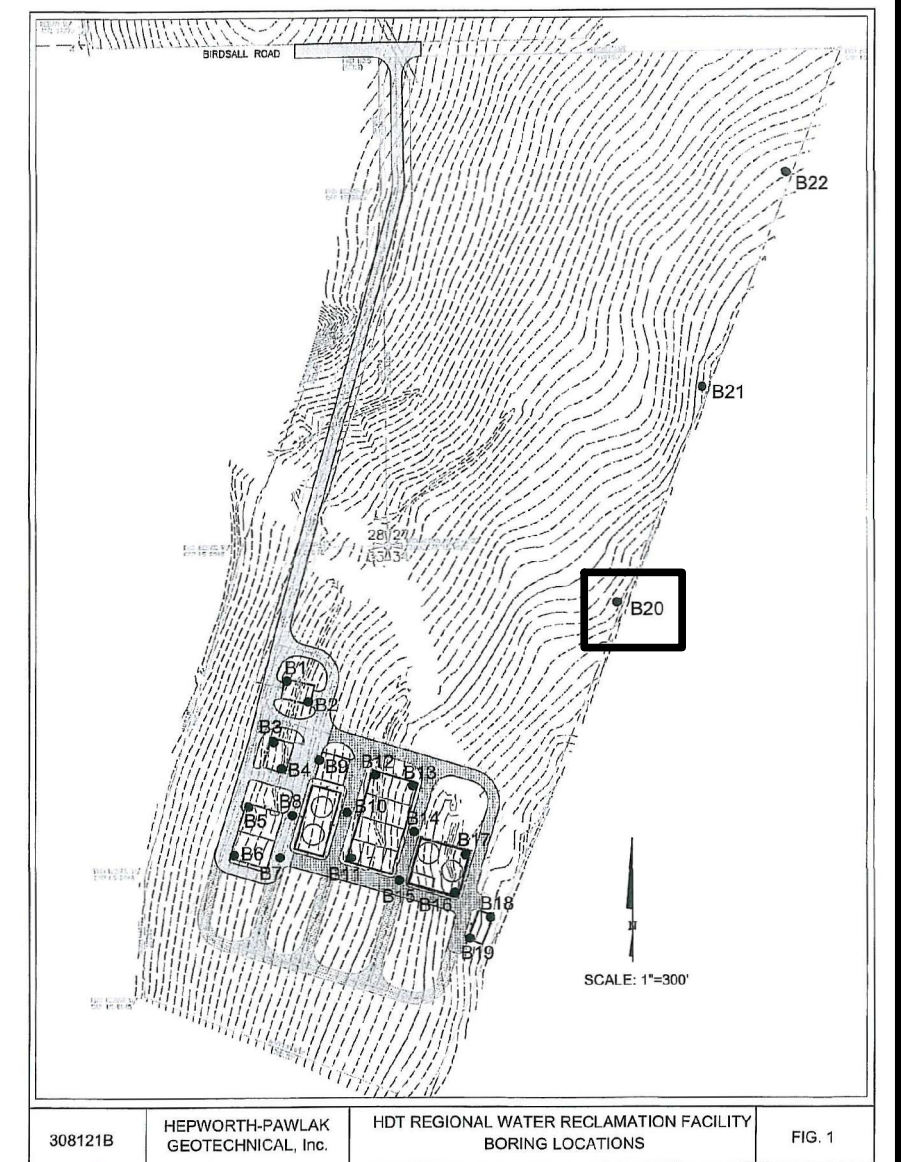 BIRDSALL ROAD
B22
B21
28 27
33 34
B20
B1
B2
B3
B4
B9
B12
B13
B5
B8
B10
B14
B17
B6
B7
B11
B15
B16
B18
B19
N
SCALE: 1"=300'
308121B
HEPWORTH-PAWLAK
GEOTECHNICAL, Inc.
HDT REGIONAL WATER RECLAMATION FACILITY
BORING LOCATIONS
FIG. 1